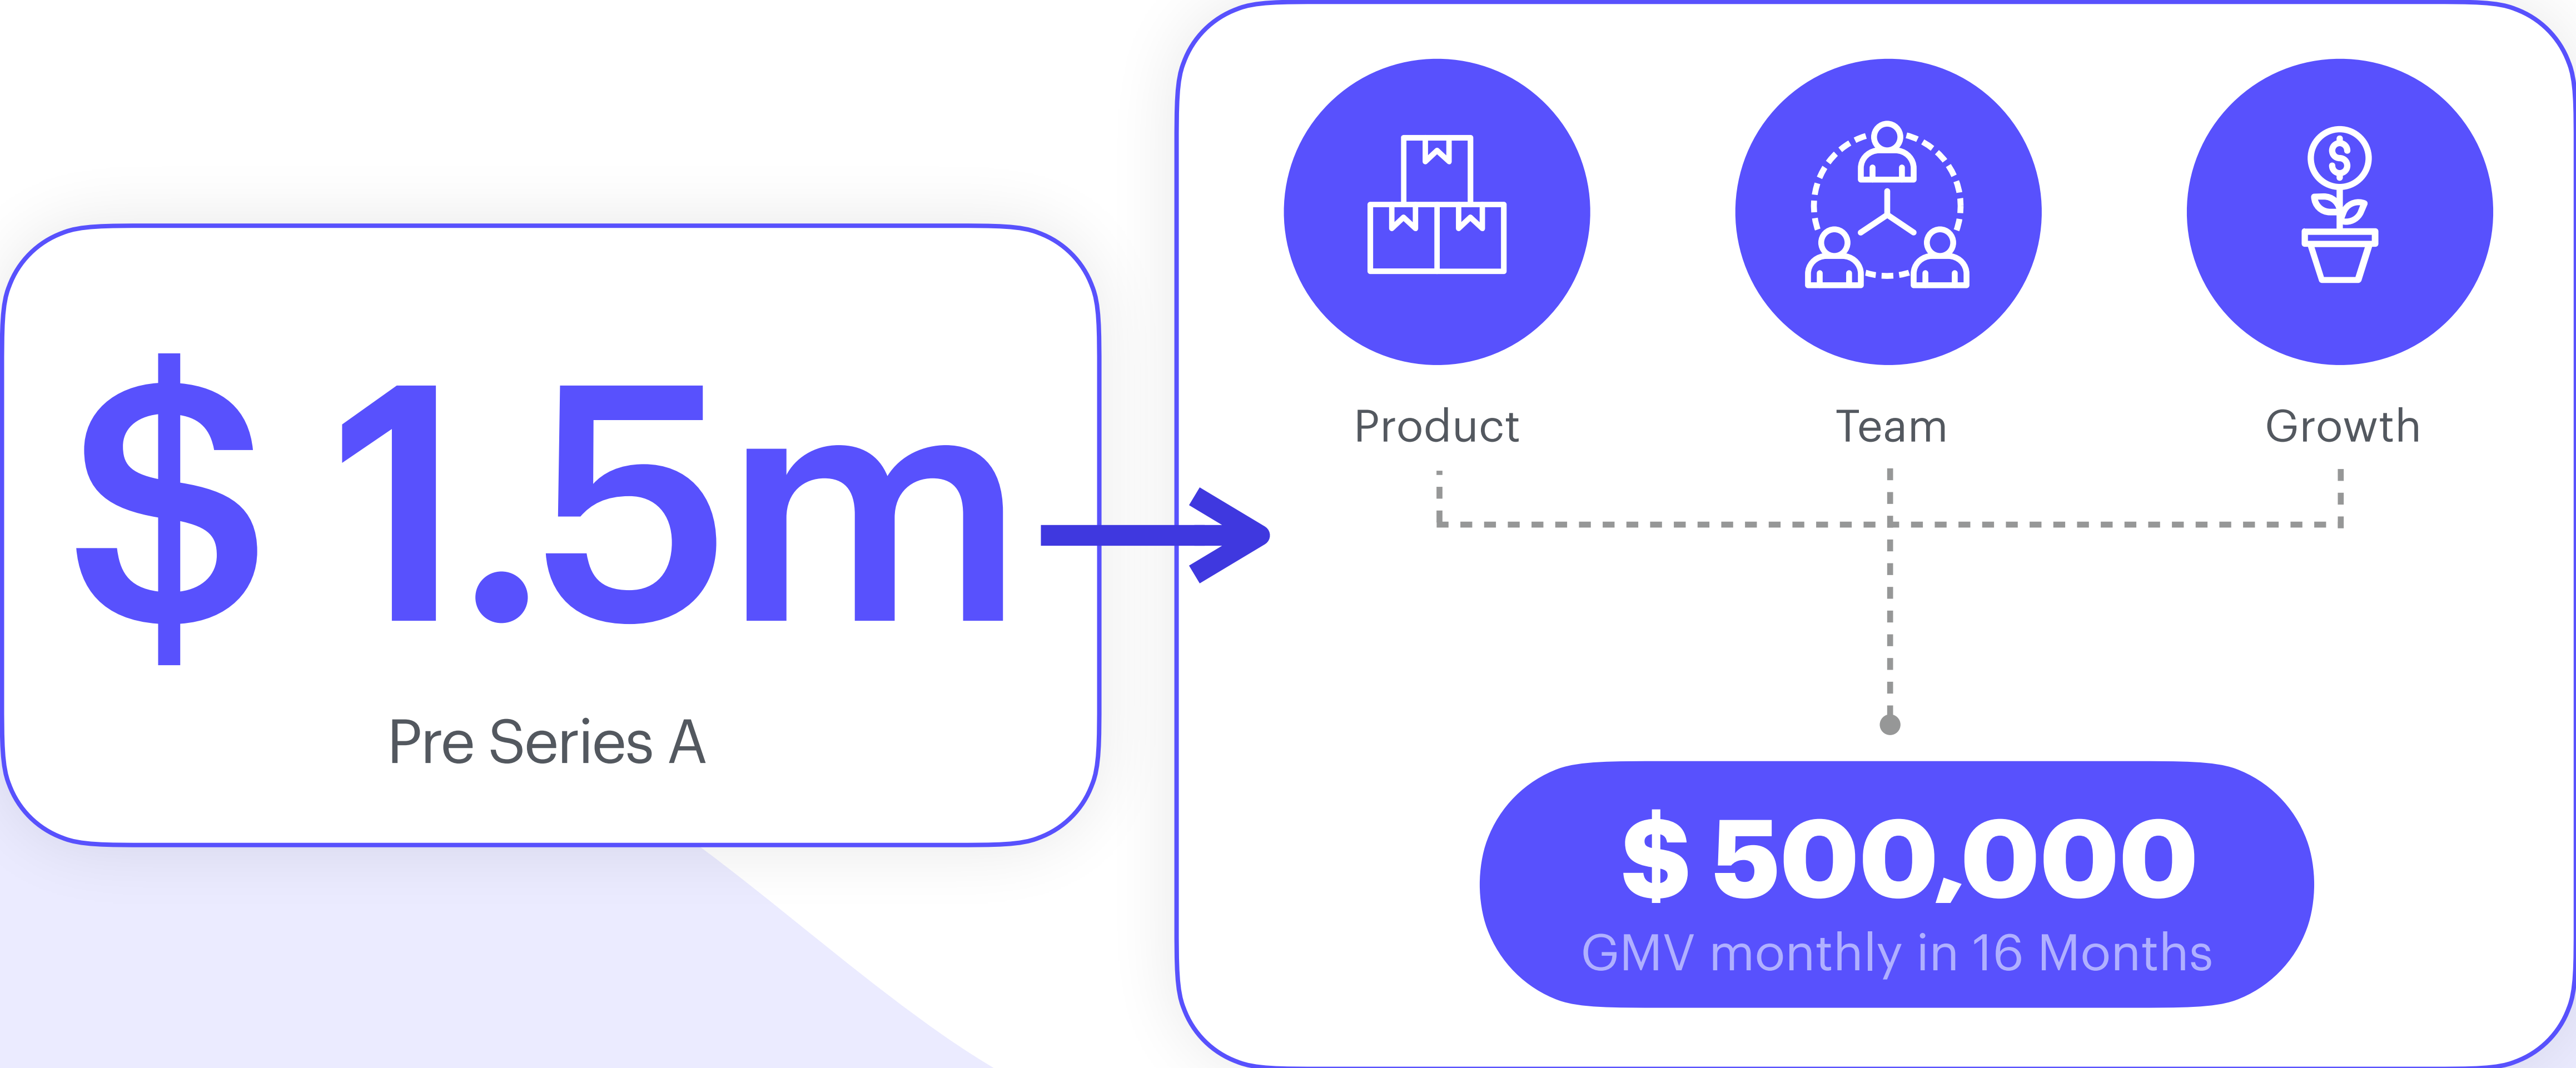 $ 1.5m
Pre Series A
Product
Team
Growth
$ 500,000
GMV monthly in 16 Months